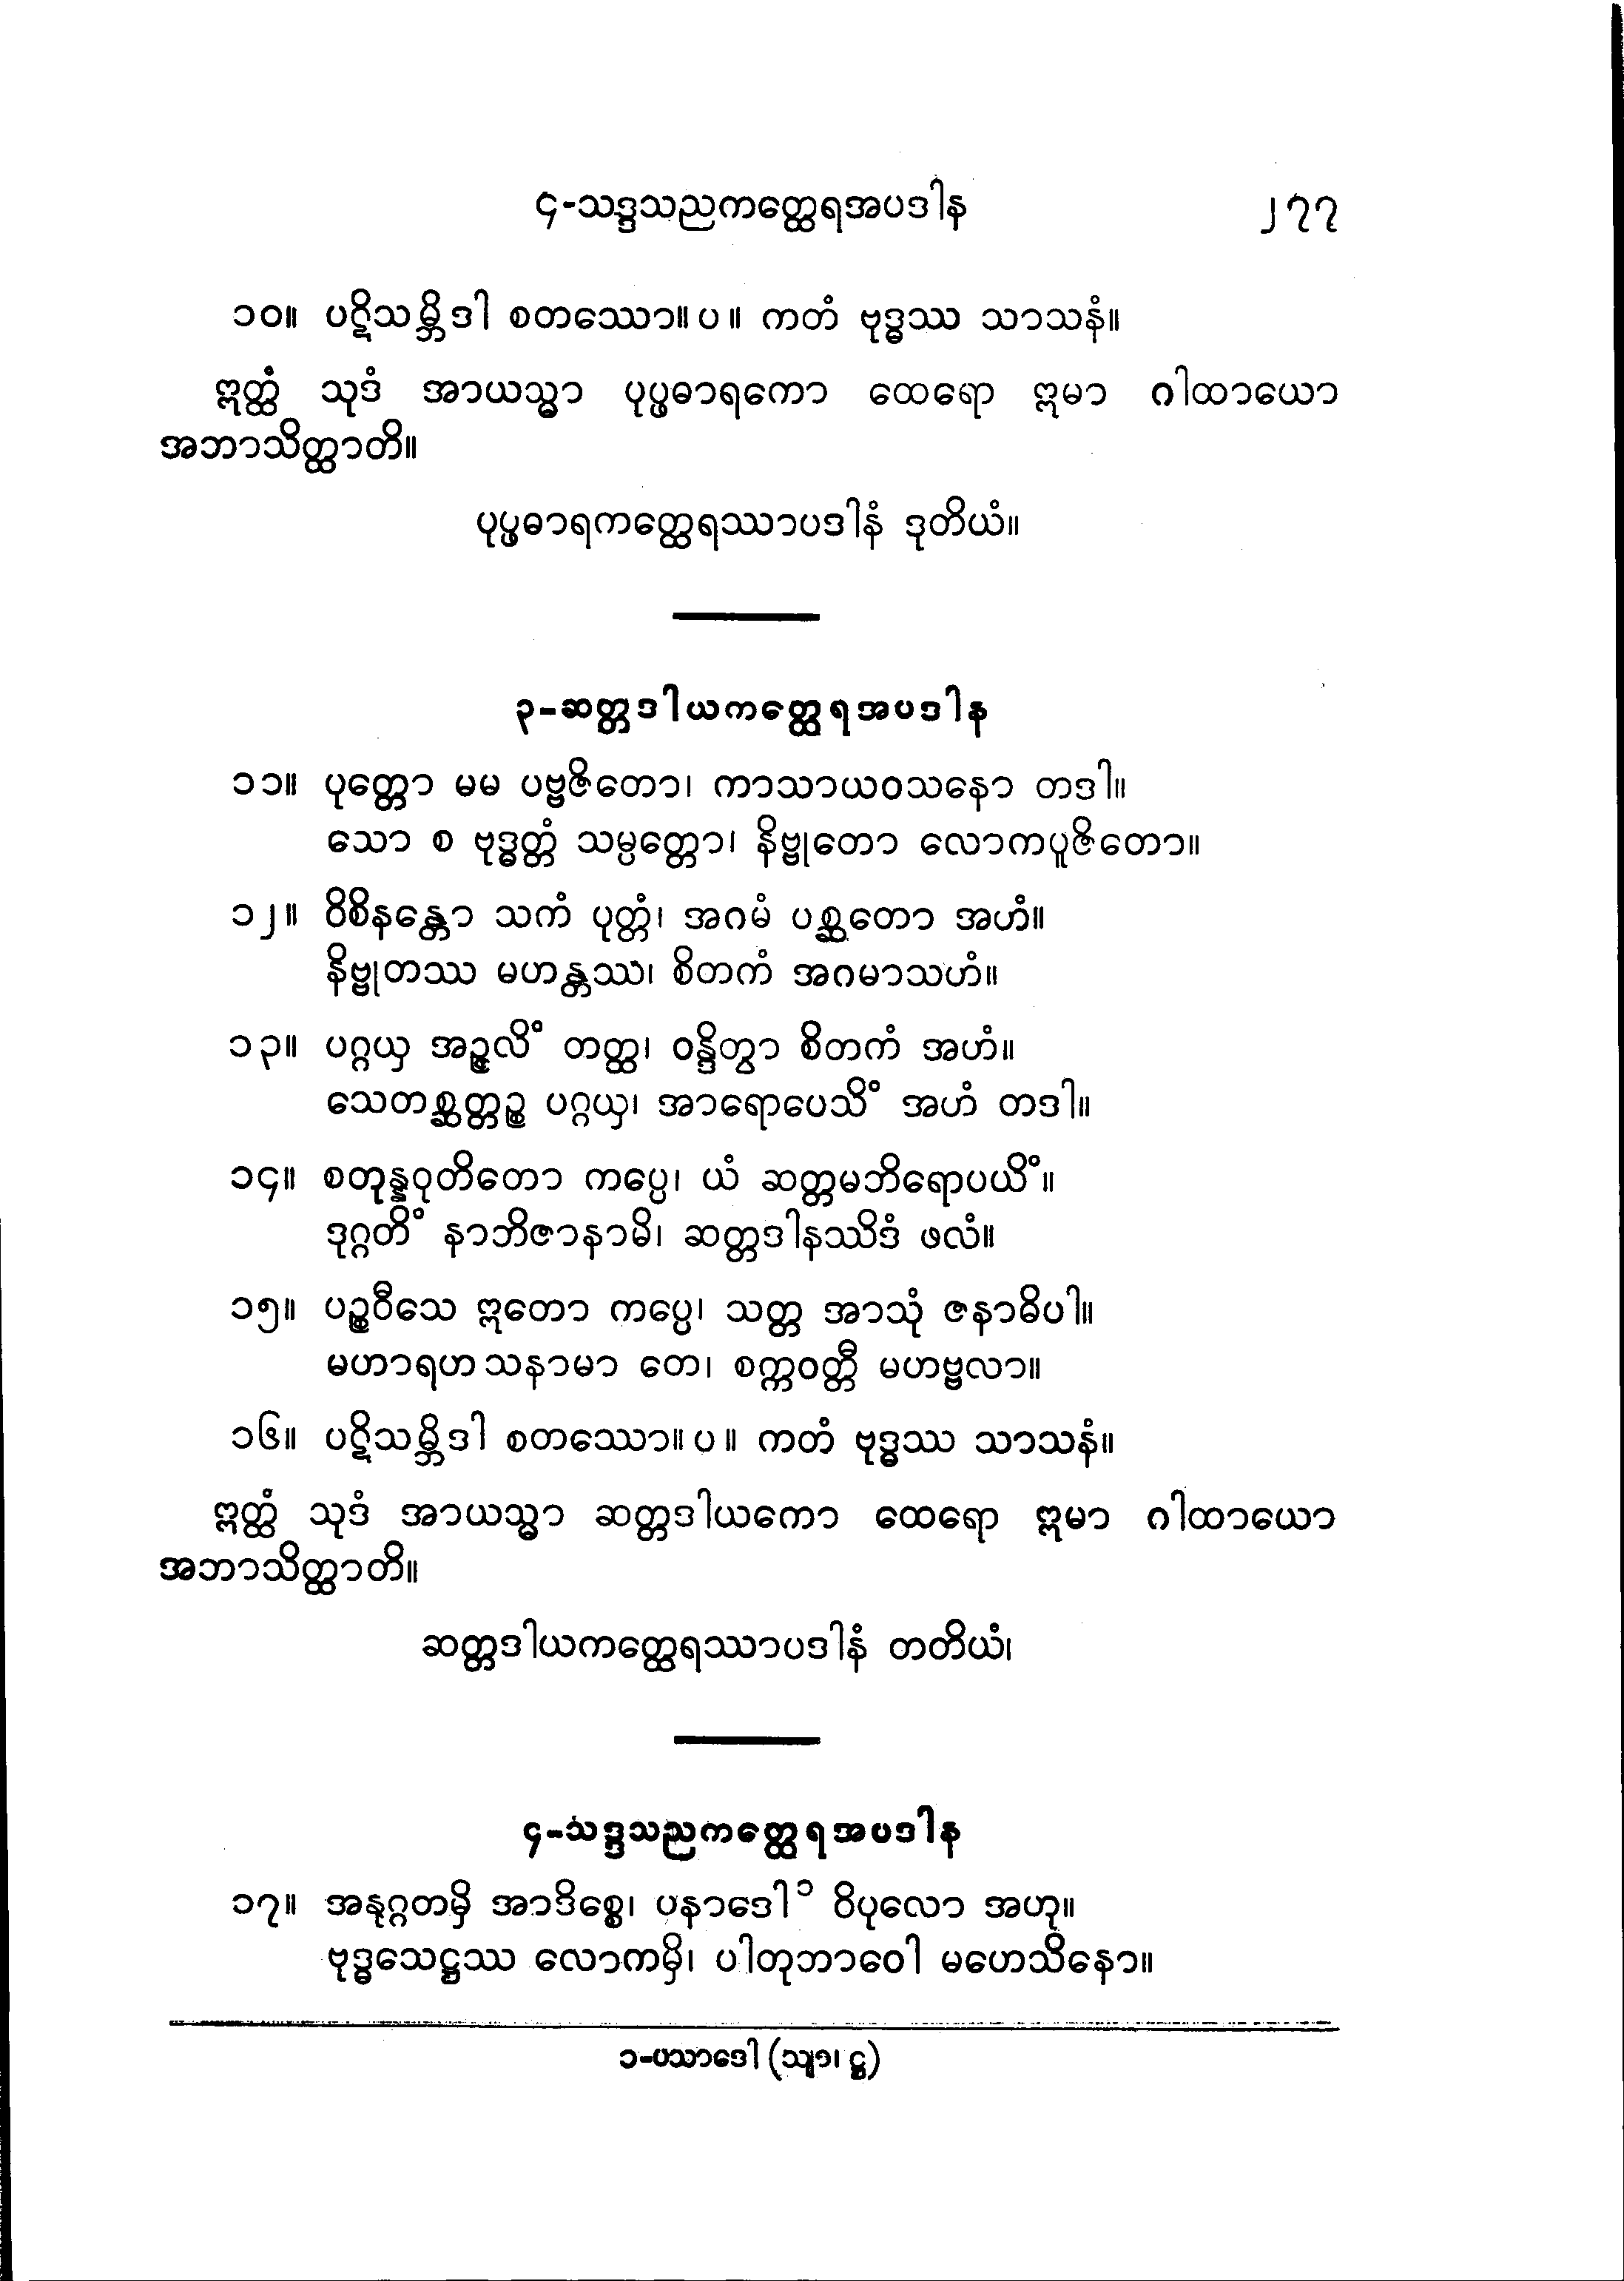 ၄-သဒ္ဒသညကတ္ထေရအပဒါန ၂၇၇
၁၀။ ပဋိသမ္ဘိဒါ စတဿော။ပ။ ကတံ ဗုဒ္ဓဿ သာသနံ။
ဣတ္ထံ သုဒံ အာယသ္မာ ပုပ္ဖဓာရကော ထေရော ဣမာ ဂါထာယော
အဘာသိတ္ထာတိ။
ပုပ္ဖဓာရကတ္ထေရဿာပဒါနံ ဒုတိယံ။
၃-ဆတ္တဒါယကတ္ထေရအပဒါန
၁၁။ ပုတ္တော မမ ပဗ္ဗဇိတော၊ ကာသာယဝသနော တဒါ။
သော စ ဗုဒ္ဓတ္တံ သမ္ပတ္တော၊ နိဗ္ဗုတော လောကပူဇိတော။
၁၂။ ဝိစိနန္တော သကံ ပုတ္တံ၊ အဂမံ ပစ္ဆတော အဟံ။
နိဗ္ဗုတဿ မဟန္တဿ၊ စိတကံ အဂမာသဟံ။
၁၃။ ပဂ္ဂယှ အဉ္ဇလိံ တတ္ထ၊ ဝန္ဒိတွာ စိတကံ အဟံ။
သေတစ္ဆတ္တဉ္စ ပဂ္ဂယှ၊ အာရောပေသိံ အဟံ တဒါ။
၁၄။ စတုန္နဝုတိတော ကပ္ပေ၊ ယံ ဆတ္တမဘိရောပယိံ။
ဒုဂ္ဂတိံ နာဘိဇာနာမိ၊ ဆတ္တဒါနဿိဒံ ဖလံ။
၁၅။ ပဉ္စဝီသေ ဣတော ကပ္ပေ၊ သတ္တ အာသုံ ဇနာဓိပါ။
မဟာရဟသနာမာ တေ၊ စက္ကဝတ္တီ မဟဗ္ဗလာ။
၁၆။ ပဋိသမ္ဘိဒါ စတဿော။ပ။ ကတံ ဗုဒ္ဓဿ သာသနံ။
ဣတ္ထံ သုဒံ အာယသ္မာ ဆတ္တဒါယကော ထေရော ဣမာ ဂါထာယော
အဘာသိတ္ထာတိ။
ဆတ္တဒါယကတ္ထေရဿာပဒါနံ တတိယံ၊
၄-သဒ္ဒသညကတ္ထေရအပဒါန
၁၇။ အနုဂ္ဂတမှိ အာဒိစ္စေ၊ ပနာဒေါ ၁ ဝိပုလော အဟု။
ဗုဒ္ဓသေဋ္ဌဿ လောကမှိ၊ ပါတုဘာဝေါ မဟေသိနော။
၁-ပသာဒေါ (သျာ၊ ဋ္ဌ)